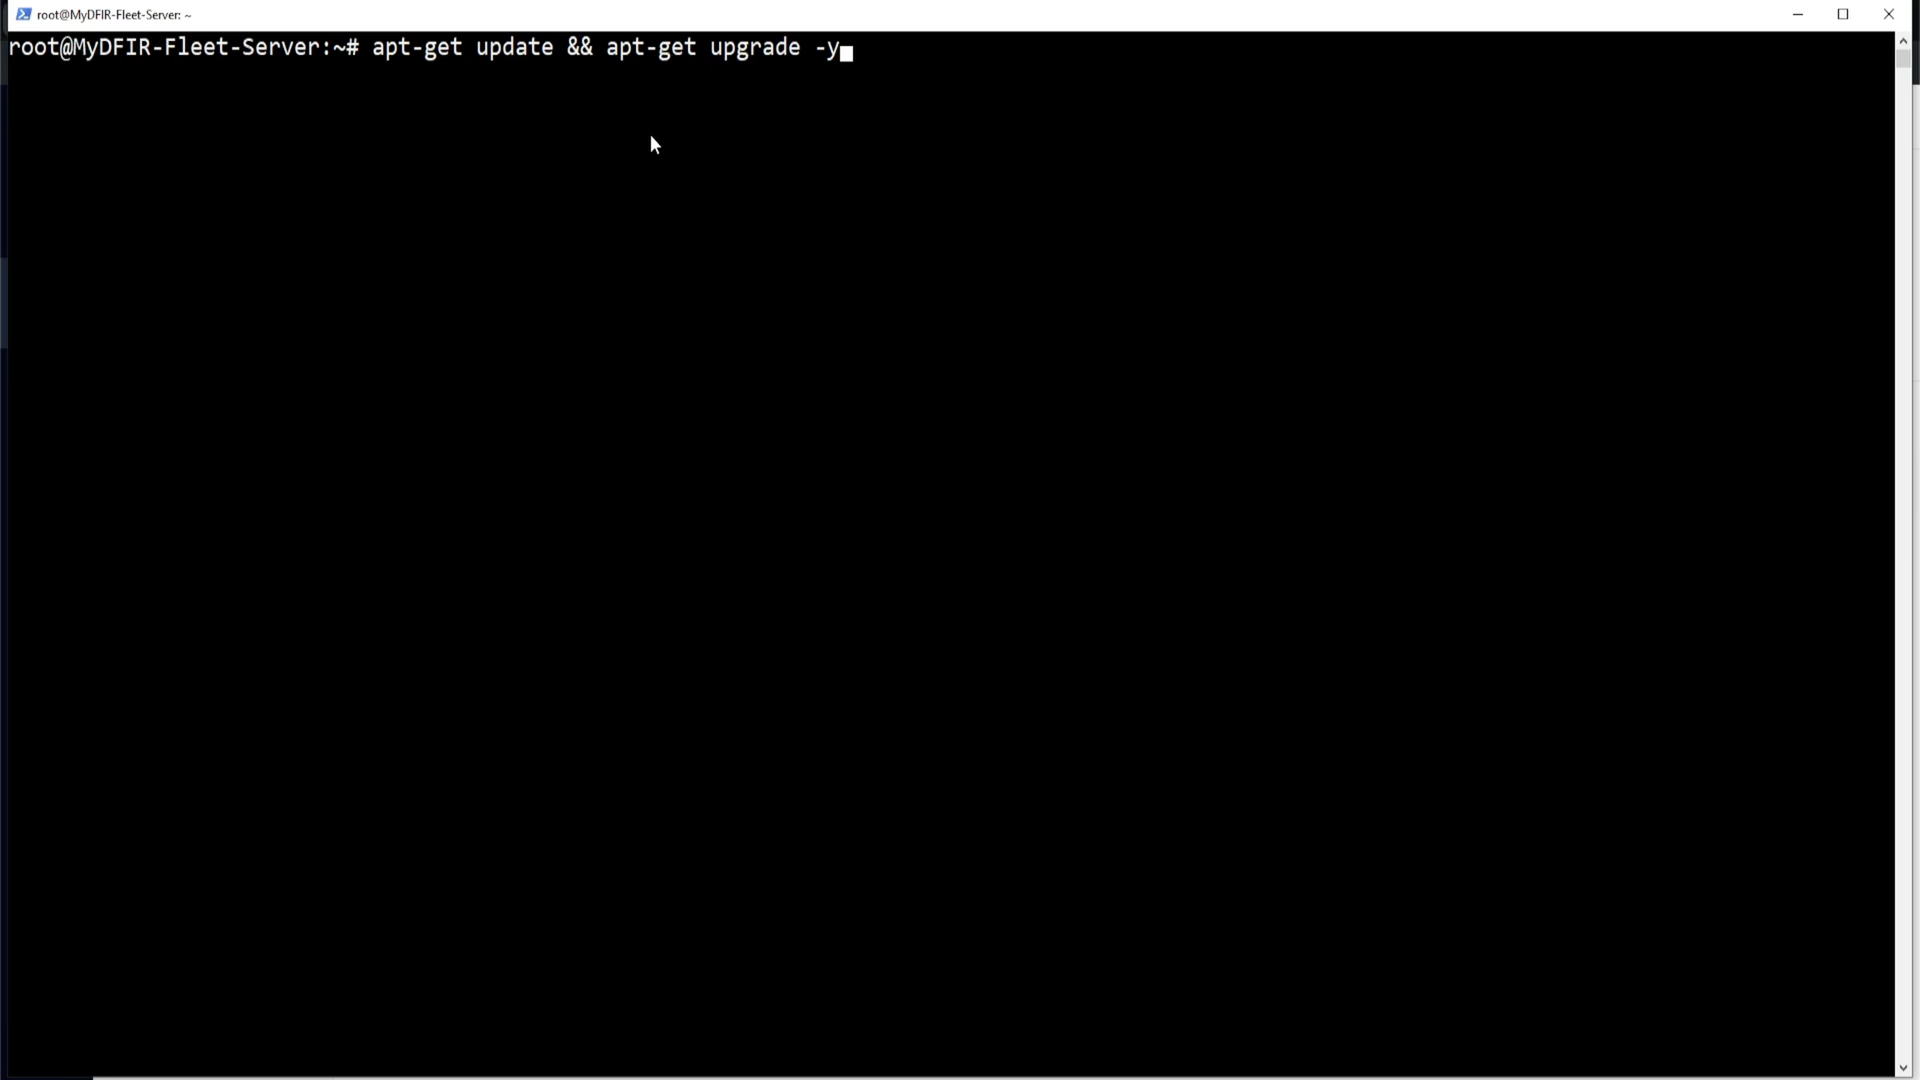 root@MyDFIR-Fleet-Server: ~
root@MyDFIR-Fleet-Server:~# apt-get update && apt-get upgrade -y